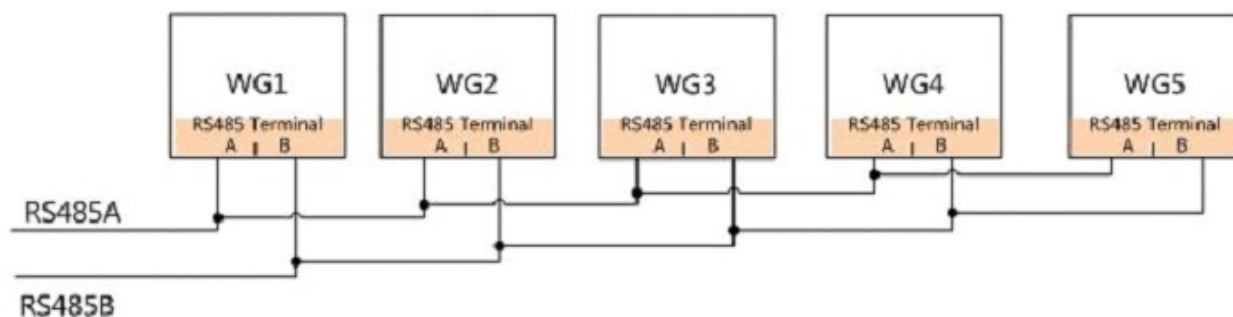 WG1
RS485 Terminal
A | B
WG2
RS485 Terminal
A | B
WG3
RS485 Terminal
A | B
WG4
RS485 Terminal
A | B
WG5
RS485 Terminal
A | B
RS485A
RS485B